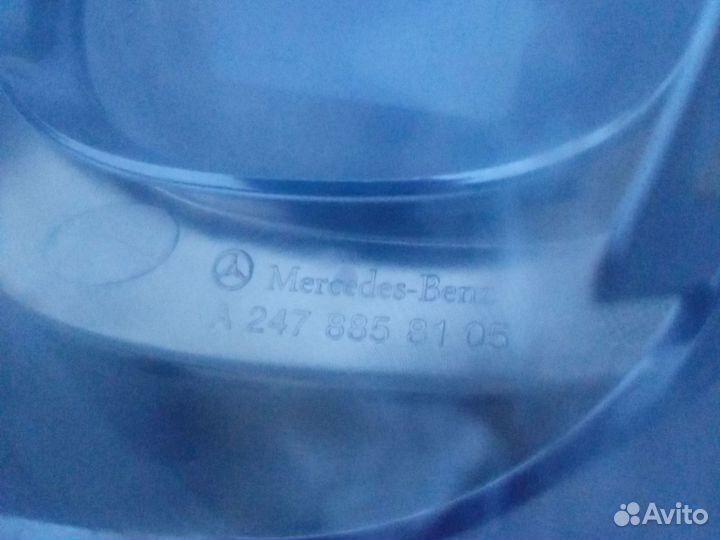 Mercedes-Benz
A 247 885 81 05
Avito